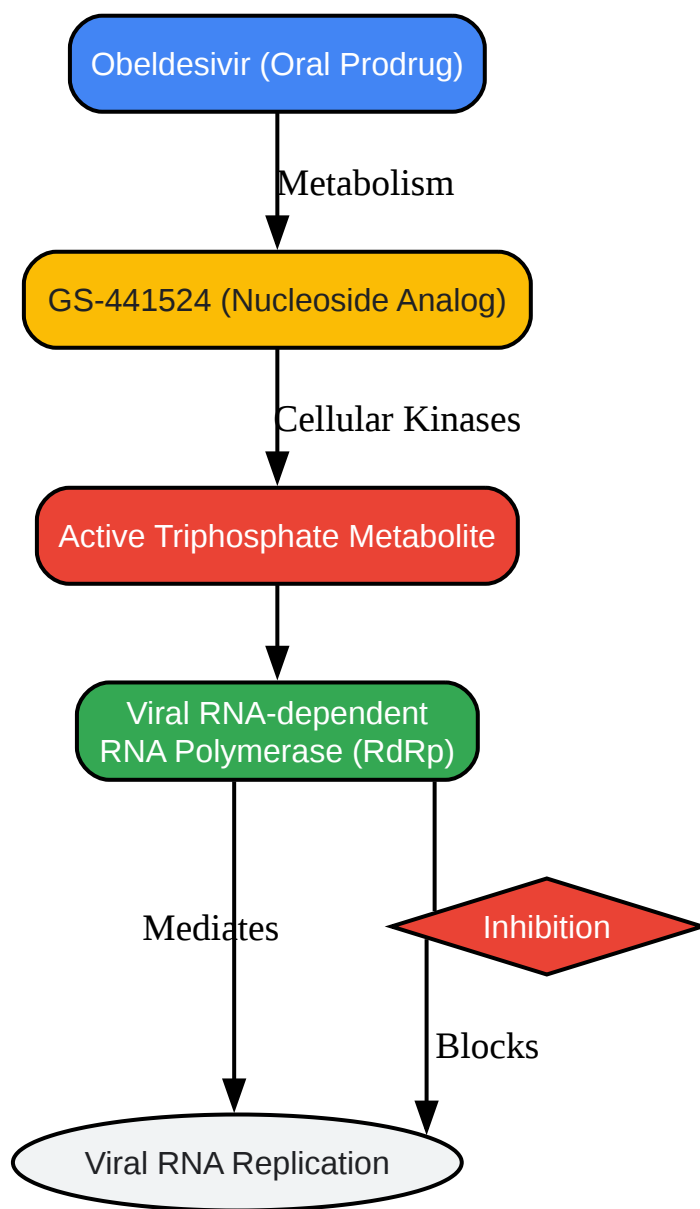 Obeldesivir (Oral Prodrug)
Metabolism
GS-441524 (Nucleoside Analog)
Cellular Kinases
Active Triphosphate Metabolite
Viral RNA-dependent
RNA Polymerase (RdRp)
Mediates
Inhibition
Blocks
Viral RNA Replication